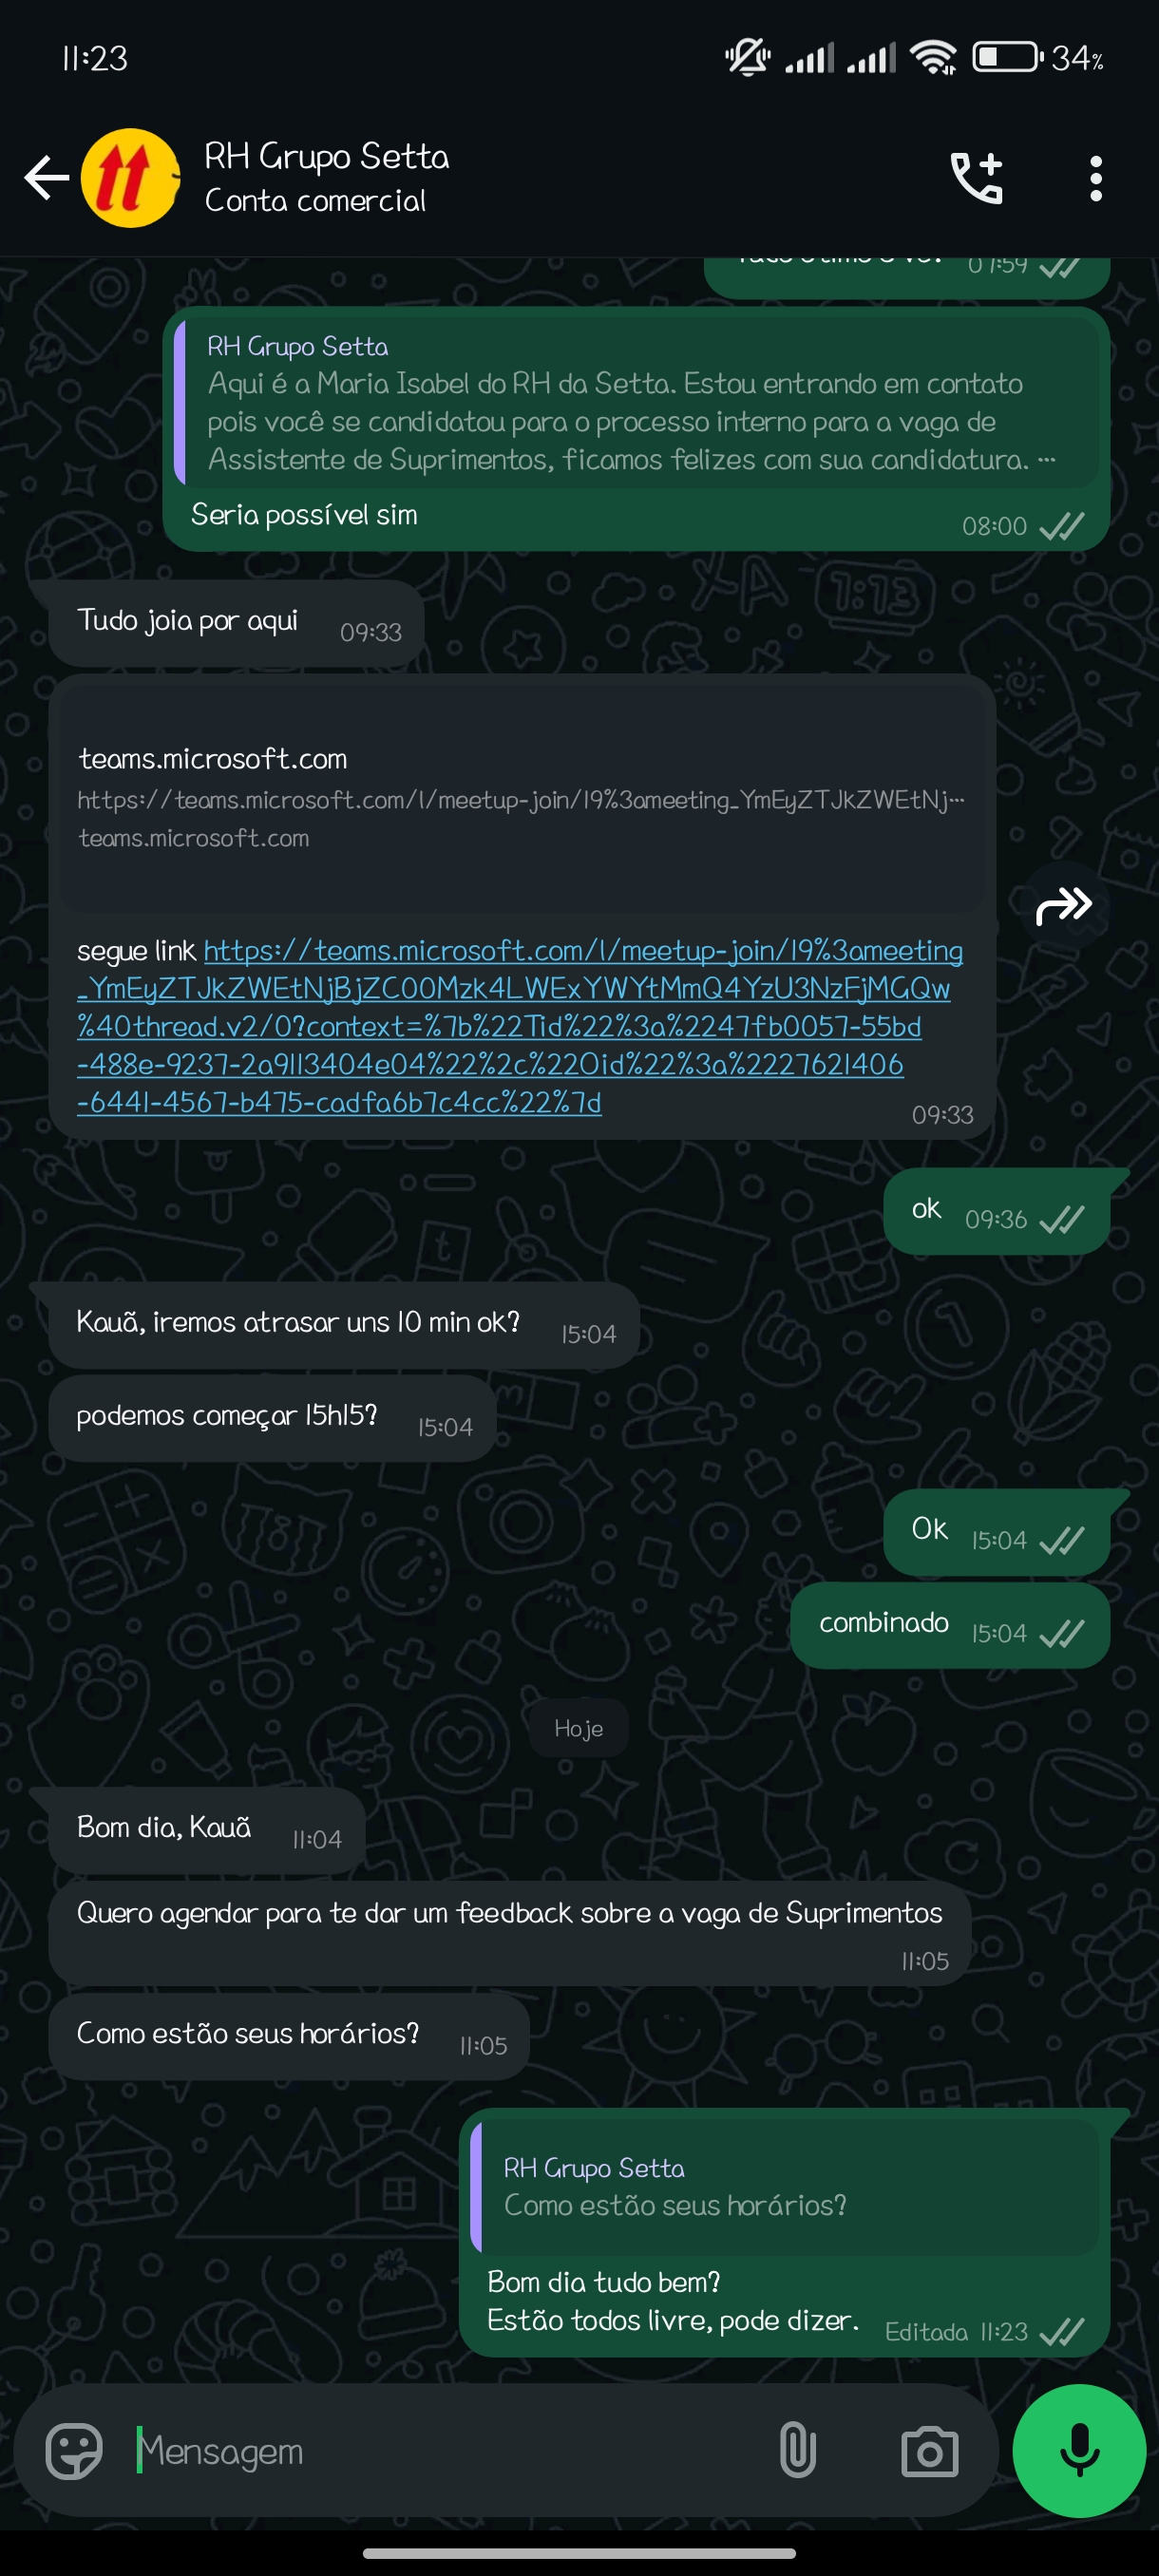 11:23
34%
RH Grupo Setta
Conta comercial
07:59
RH Grupo Setta
Aqui é a Maria Isabel do RH da Setta. Estou entrando em contato
pois você se candidatou para o processo interno para a vaga de
Assistente de Suprimentos, ficamos felizes com sua candidatura. ...
Seria possível sim
08:00
Tudo joia por aqui
09:33
teams.microsoft.com
https://teams.microsoft.com/l/meetup-join/19%3ameeting_YmEyZTJkZWEtNj...
teams.microsoft.com
segue link https://teams.microsoft.com/l/meetup-join/19%3ameeting
_YmEyZTJkZWEtNjBjZC00Mzk4LWExYWYtMmQ4YzU3NzFjMGQw
%40thread.v2/0?context=%7b%22Tid%22%3a%2247fb0057-55bd
-488e-9237-2a9113404e04%22%2c%22Oid%22%3a%2227621406
-6441-4567-b475-cadfa6b7c4cc%22%7d
09:33
ok 09:36
Kauã, iremos atrasar uns 10 min ok?
15:04
podemos começar 15h15?
15:04
Ok 15:04
combinado 15:04
Hoje
Bom dia, Kauã
11:04
Quero agendar para te dar um feedback sobre a vaga de Suprimentos
11:05
Como estão seus horários?
11:05
RH Grupo Setta
Como estão seus horários?
Bom dia tudo bem?
Estão todos livre, pode dizer.
Editada 11:23
Mensagem